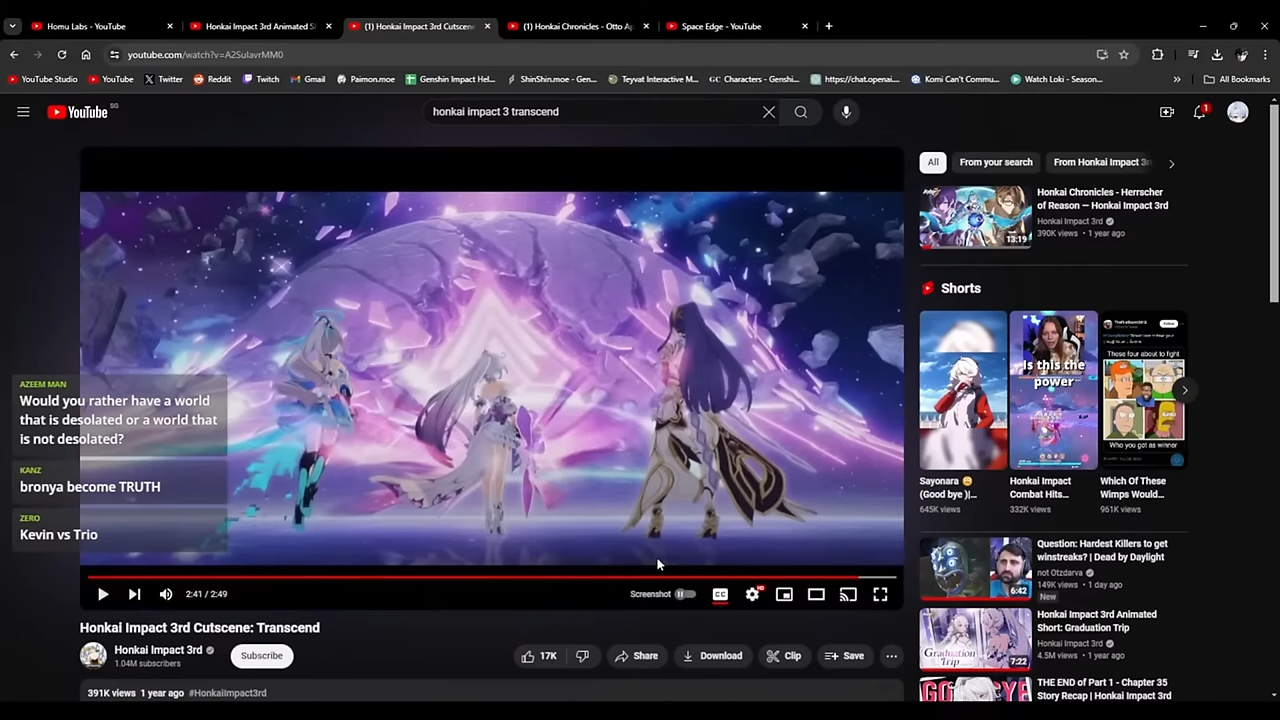 Homu Labs - YouTube
Honkai Impact 3rd Animated S
(1) Honkai Impact 3rd Cutscene
(1) Honkai Chronicles - Otto Ap
Space Edge - YouTube
youtube.com/watch?v=A2SulavrMM0
YouTube Studio
YouTube
Twitter
Reddit
Twitch
Gmail
Paimon.moe
Genshin Impact Hel...
ShinShin.moe - Gen...
Teyvat Interactive M...
GC Characters - Genshi...
https://chat.openai...
Komi Can't Commu...
Watch Loki - Season...
All Bookmarks
YouTube SG
honkai impact 3 transcend
1
All
From your search
From Honkai Impact 3r
Honkai Chronicles - Herrscher
of Reason — Honkai Impact 3rd
Honkai Impact 3rd
390K views • 1 year ago
13:19
Shorts
Is this the
power
Follow
Those four about to fight
Who you got as winner
Sayonara
(Good bye )|...
645K views
Honkai Impact
Combat Hits...
332K views
Which Of These
Wimps Would...
961K views
AZEEM MAN
Would you rather have a world
that is desolated or a world that
is not desolated?
KANZ
bronya become TRUTH
ZERO
Kevin vs Trio
2:41 / 2:49
Screenshot
CC
HD
Honkai Impact 3rd Cutscene: Transcend
Honkai Impact 3rd
1.04M subscribers
Subscribe
17K
Share
Download
Clip
Save
391K views 1 year ago #HonkaiImpact3rd
Question: Hardest Killers to get
winstreaks? | Dead by Daylight
not Otzdarva
149K views • 1 day ago
New
6:42
Honkai Impact 3rd Animated
Short: Graduation Trip
Honkai Impact 3rd
4.5M views • 1 year ago
Graduation
Trip
7:22
THE END of Part 1 - Chapter 35
Story Recap | Honkai Impact 3rd